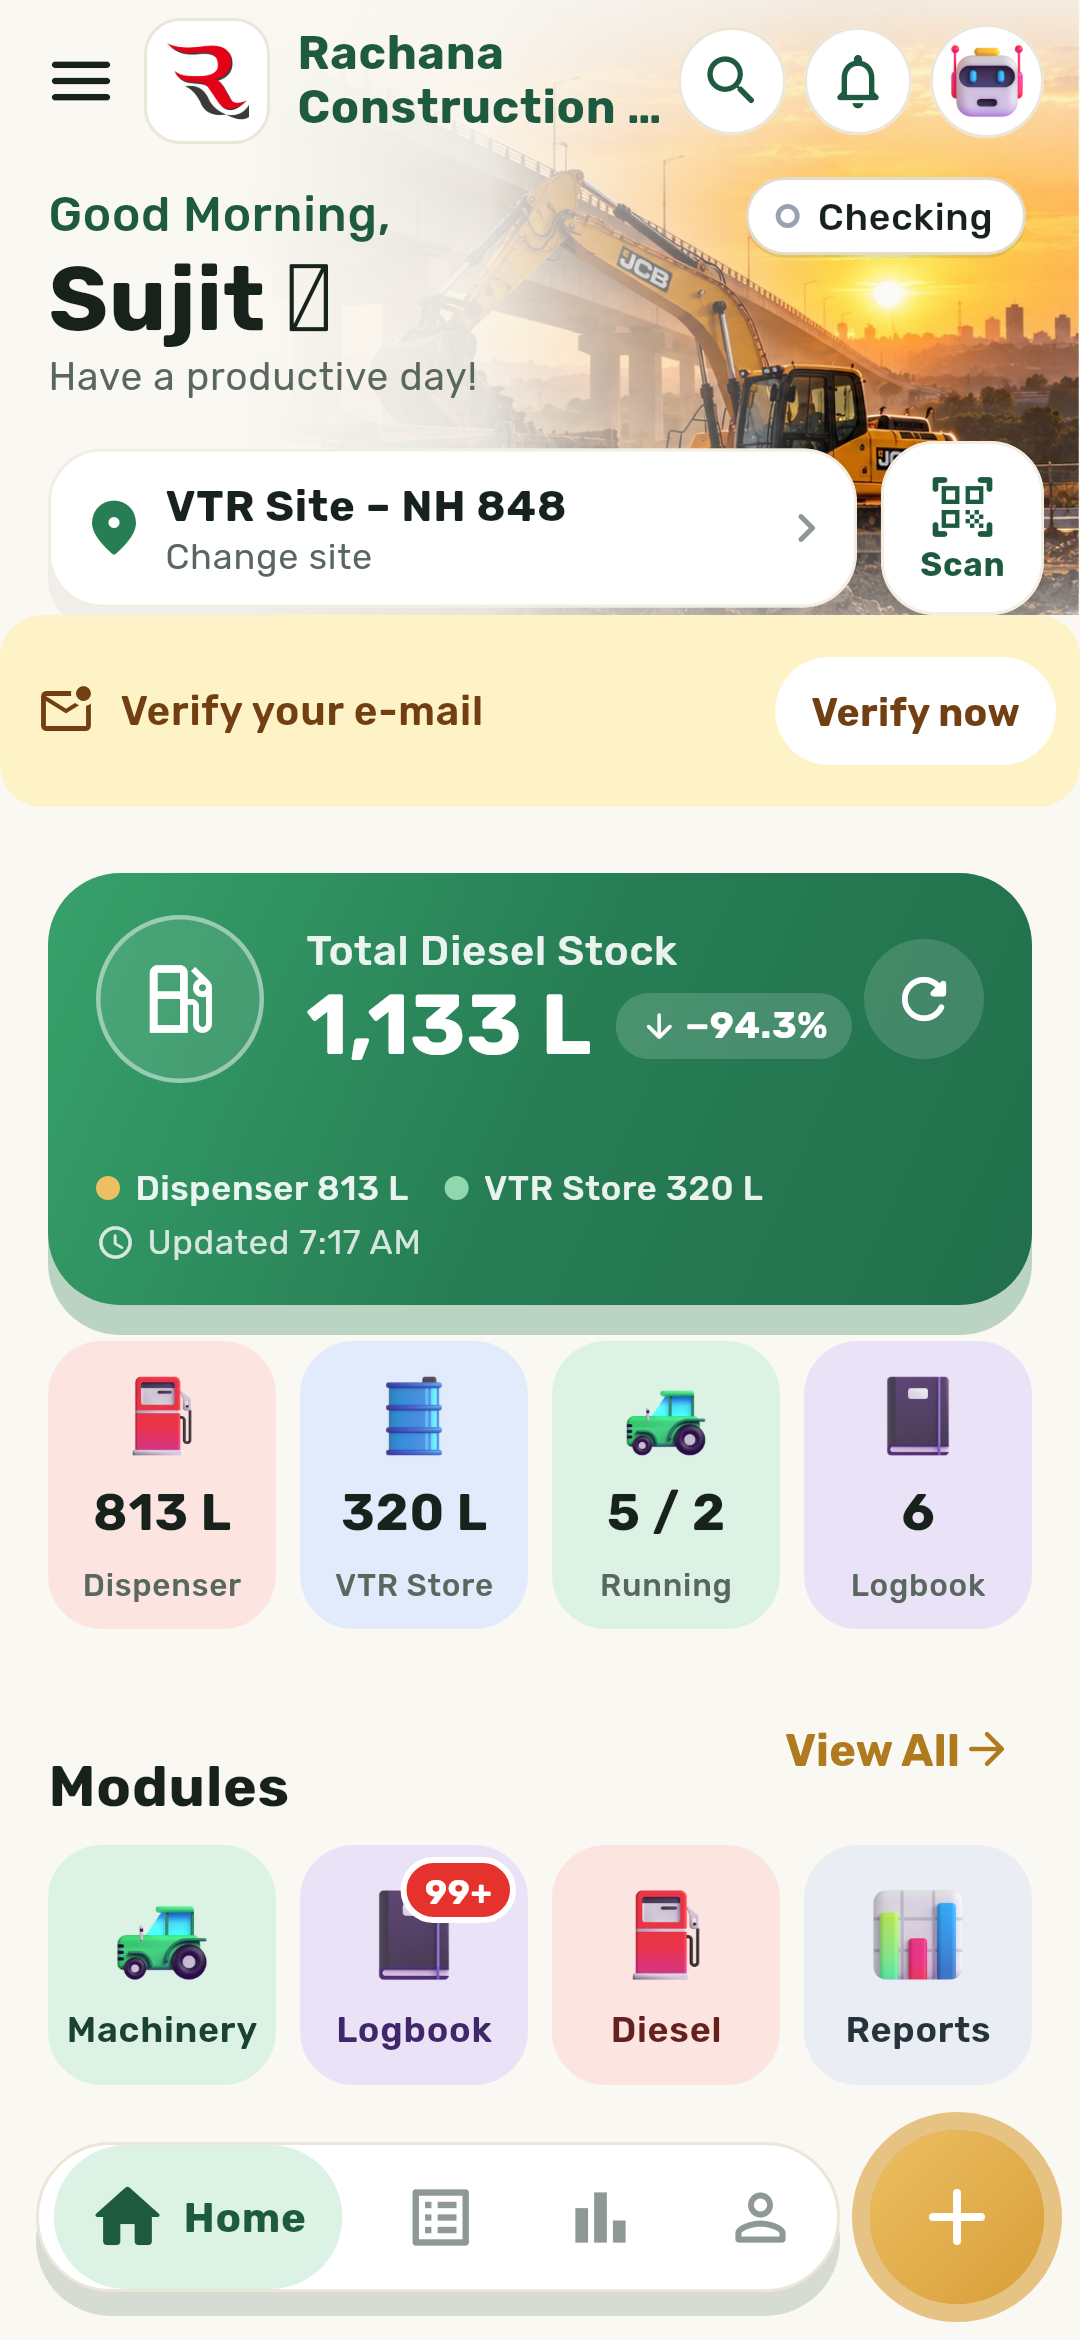 Rachana
Construction ...
Good Morning,
Checking
Sujit
Have a productive day!
JCB
VTR Site – NH 848
Change site
Scan
Verify your e-mail
Verify now
Total Diesel Stock
1,133 L
–94.3%
Dispenser 813 L
VTR Store 320 L
Updated 7:17 AM
813 L
Dispenser
320 L
VTR Store
5 / 2
Running
6
Logbook
View All
Modules
99+
Machinery
Logbook
Diesel
Reports
Home